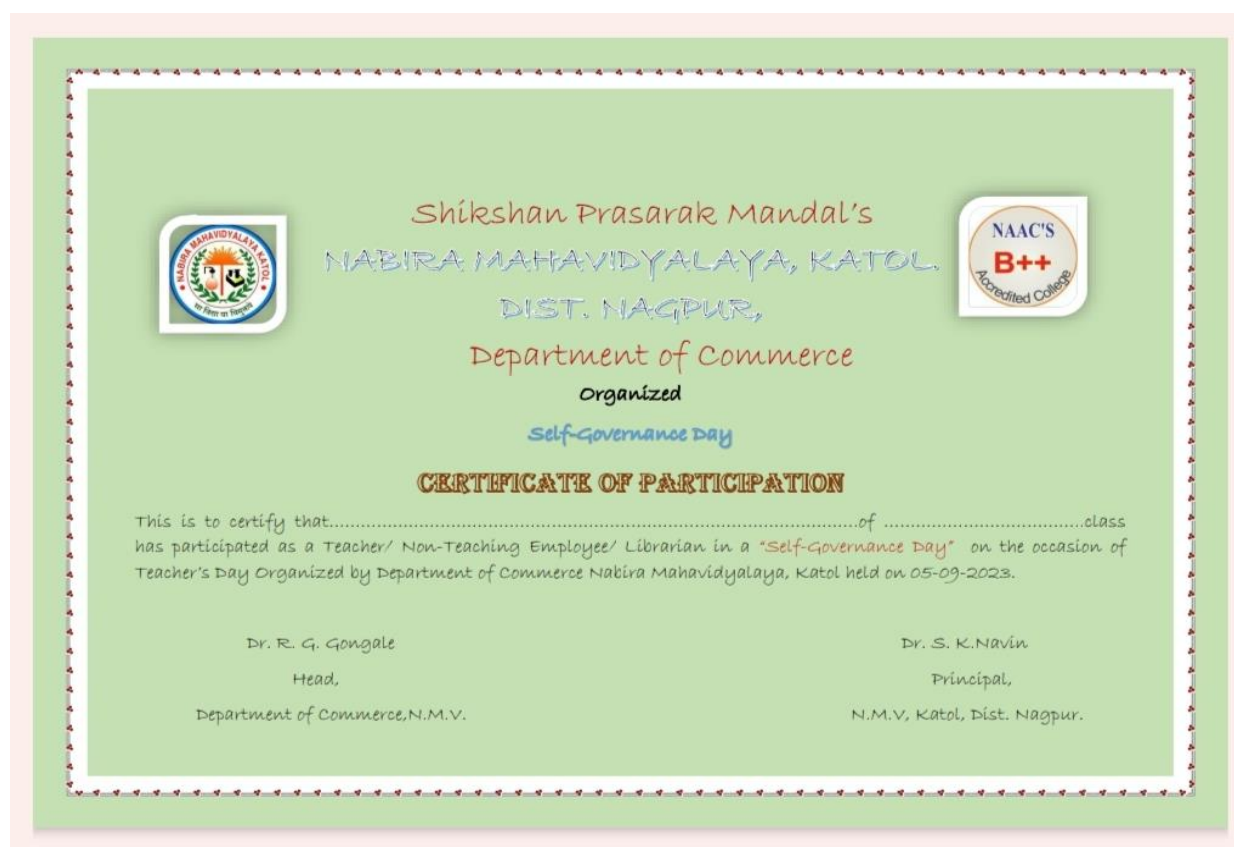 Shikshan Prasarak Mandal's
NABIRA MAHAVIDYALAYA, KATOL.
DIST. NAGPUR,
Department of Commerce
Organized
Self-Governance Day
CERTIFICATE OF PARTICIPATION
This is to certify that....................................................................................................of ......................................class
has participated as a Teacher/ Non-Teaching Employee/ Librarian in a "Self-Governance Day" on the occasion of
Teacher's Day Organized by Department of Commerce Nabira Mahavidyalaya, Katol held on 05-09-2023.
Dr. R. G. Gongale
Head,
Department of Commerce,N.M.V.
Dr. S. K.Navin
Principal,
N.M.V, Katol, Dist. Nagpur.
NABIRA MAHAVIDYALAYA KATOL
सा विद्या या विमुक्तये
NAAC'S
B++
Accredited College